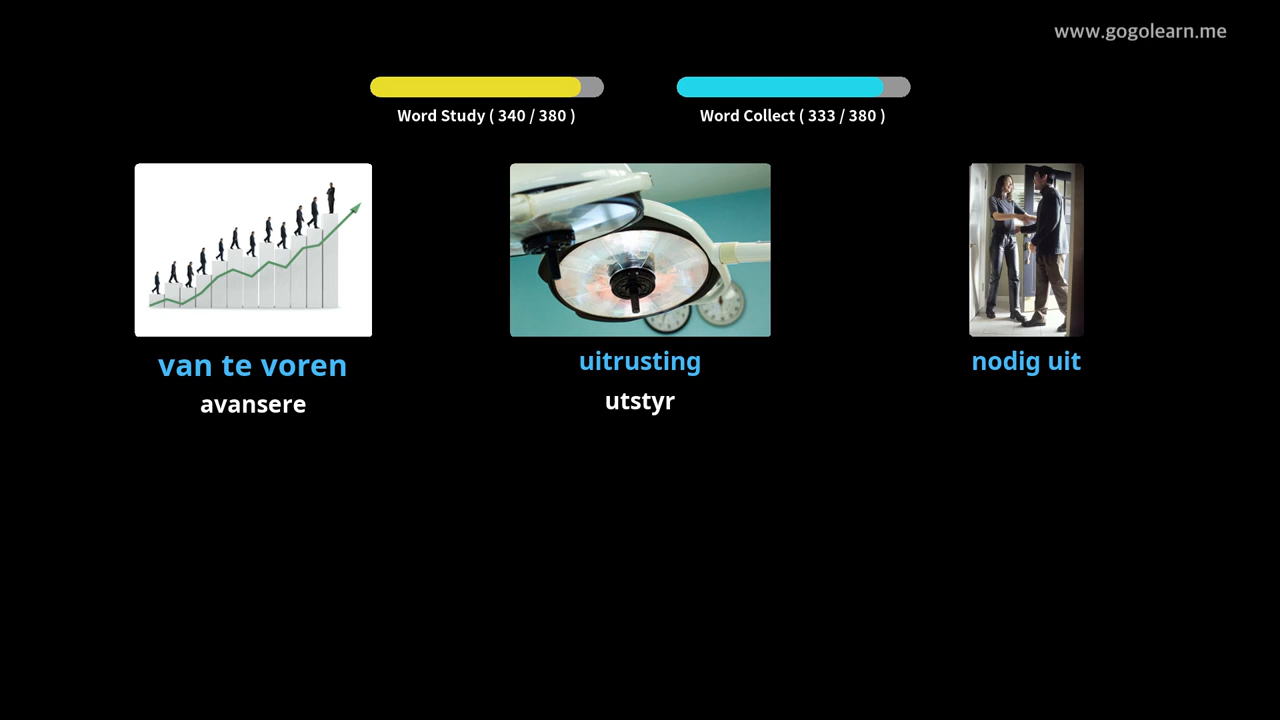 www.gogolearn.me
Word Study ( 340 / 380 )
Word Collect ( 333 / 380 )
van te voren
avansere
uitrusting
utstyr
nodig uit